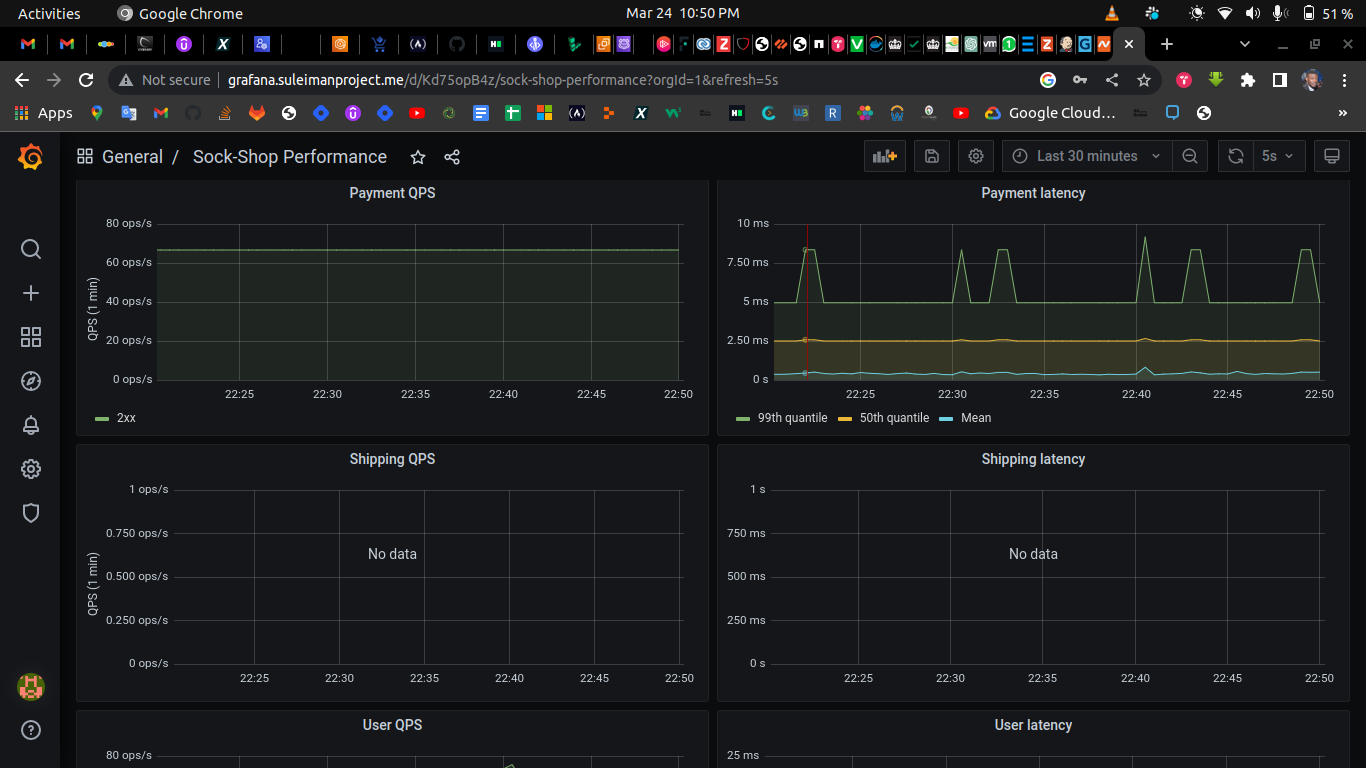 Activities Google Chrome Mar 24 10:50 PM 51 %
Not secure grafana.suleimanproject.me/d/Kd75opB4z/sock-shop-performance?orgId=1&refresh=5s
Apps Google Cloud... »
General / Sock-Shop Performance Last 30 minutes 5s
Payment QPS
80 ops/s
60 ops/s
40 ops/s
20 ops/s
0 ops/s
QPS (1 min)
22:25 22:30 22:35 22:40 22:45 22:50
2xx
Payment latency
10 ms
7.50 ms
5 ms
2.50 ms
0 s
22:25 22:30 22:35 22:40 22:45 22:50
99th quantile 50th quantile Mean
Shipping QPS
1 ops/s
0.750 ops/s
0.500 ops/s
0.250 ops/s
0 ops/s
QPS (1 min)
No data
22:25 22:30 22:35 22:40 22:45 22:50
Shipping latency
1 s
750 ms
500 ms
250 ms
0 s
No data
22:25 22:30 22:35 22:40 22:45 22:50
User QPS
80 ops/s
User latency
25 ms